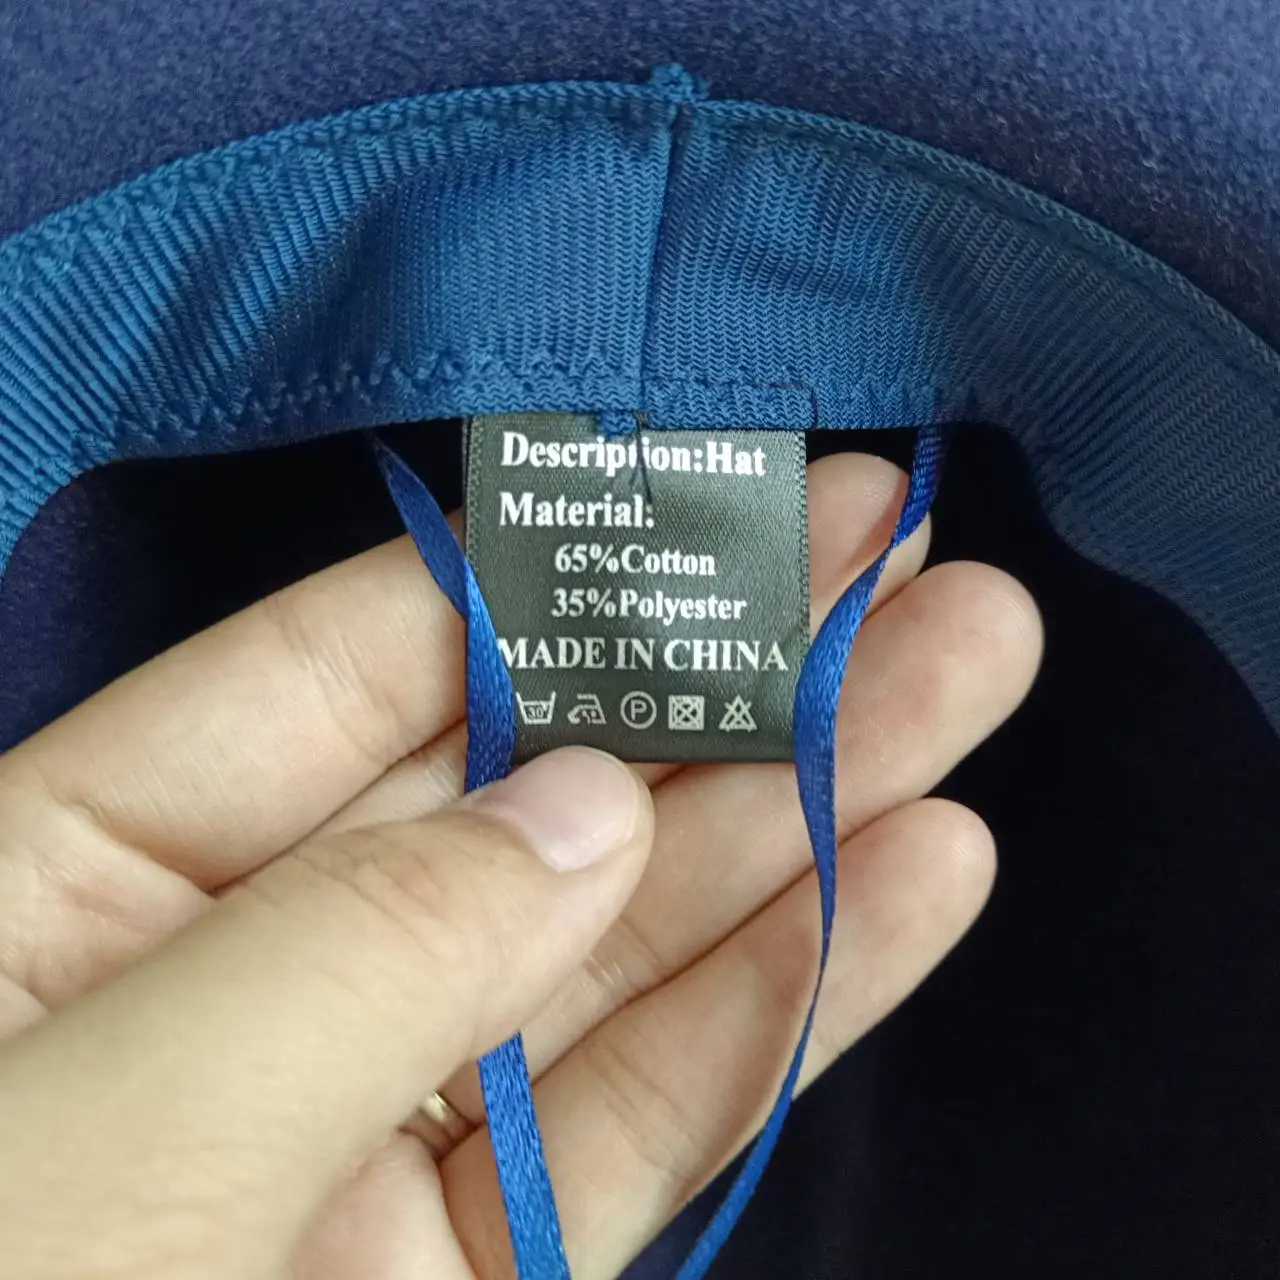 Description:Hat
Material:
65%Cotton
35%Polyester
MADE IN CHINA
30°
P